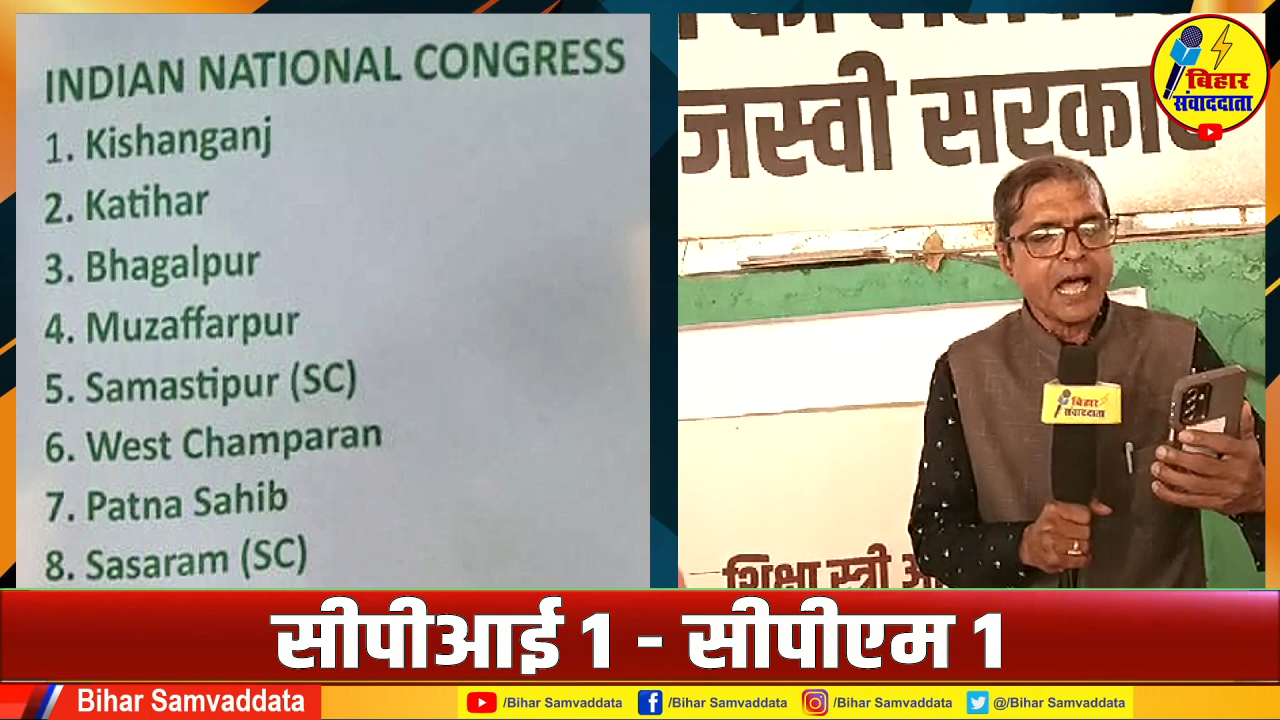 INDIAN NATIONAL CONGRESS
1. Kishanganj
2. Katihar
3. Bhagalpur
4. Muzaffarpur
5. Samastipur (SC)
6. West Champaran
7. Patna Sahib
8. Sasaram (SC)
जस्वी सरकार
बिहार
संवाददाता
बिहार
संवाददाता
शिक्षा स्त्री
सीपीआई 1 - सीपीएम 1
Bihar Samvaddata
/Bihar Samvaddata
/Bihar Samvaddata
/Bihar Samvaddata
@/Bihar Samvaddata